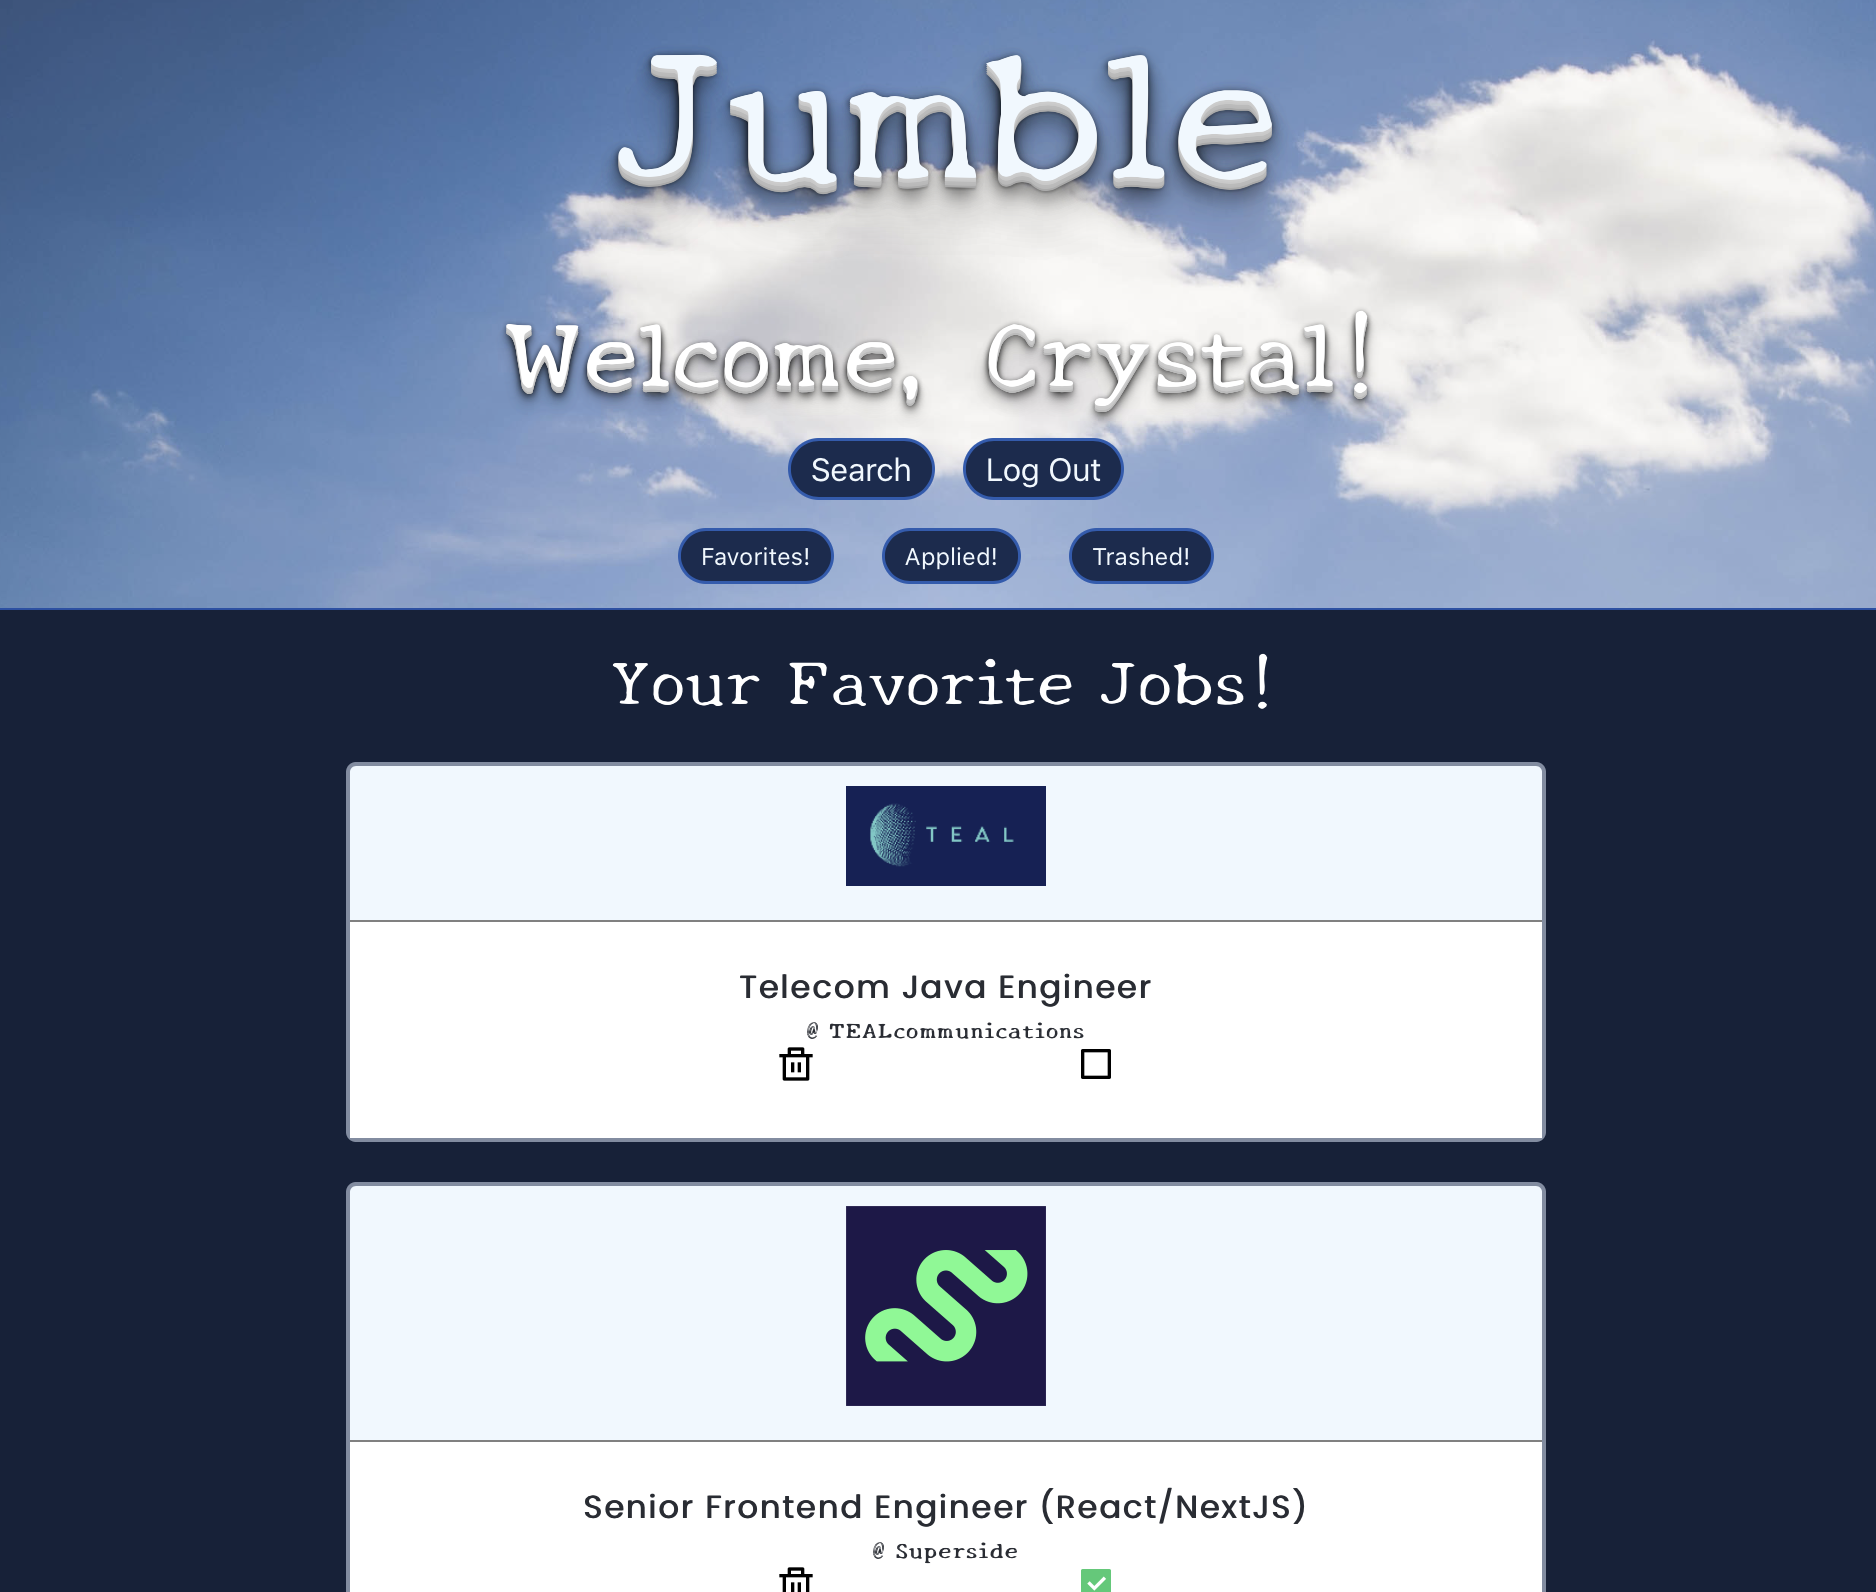 Jumble
Welcome, Crystal!
Search Log Out
Favorites! Applied! Trashed!
Your Favorite Jobs!
TEAL
Telecom Java Engineer
@ TEALcommunications
Senior Frontend Engineer (React/NextJS)
@ Superside